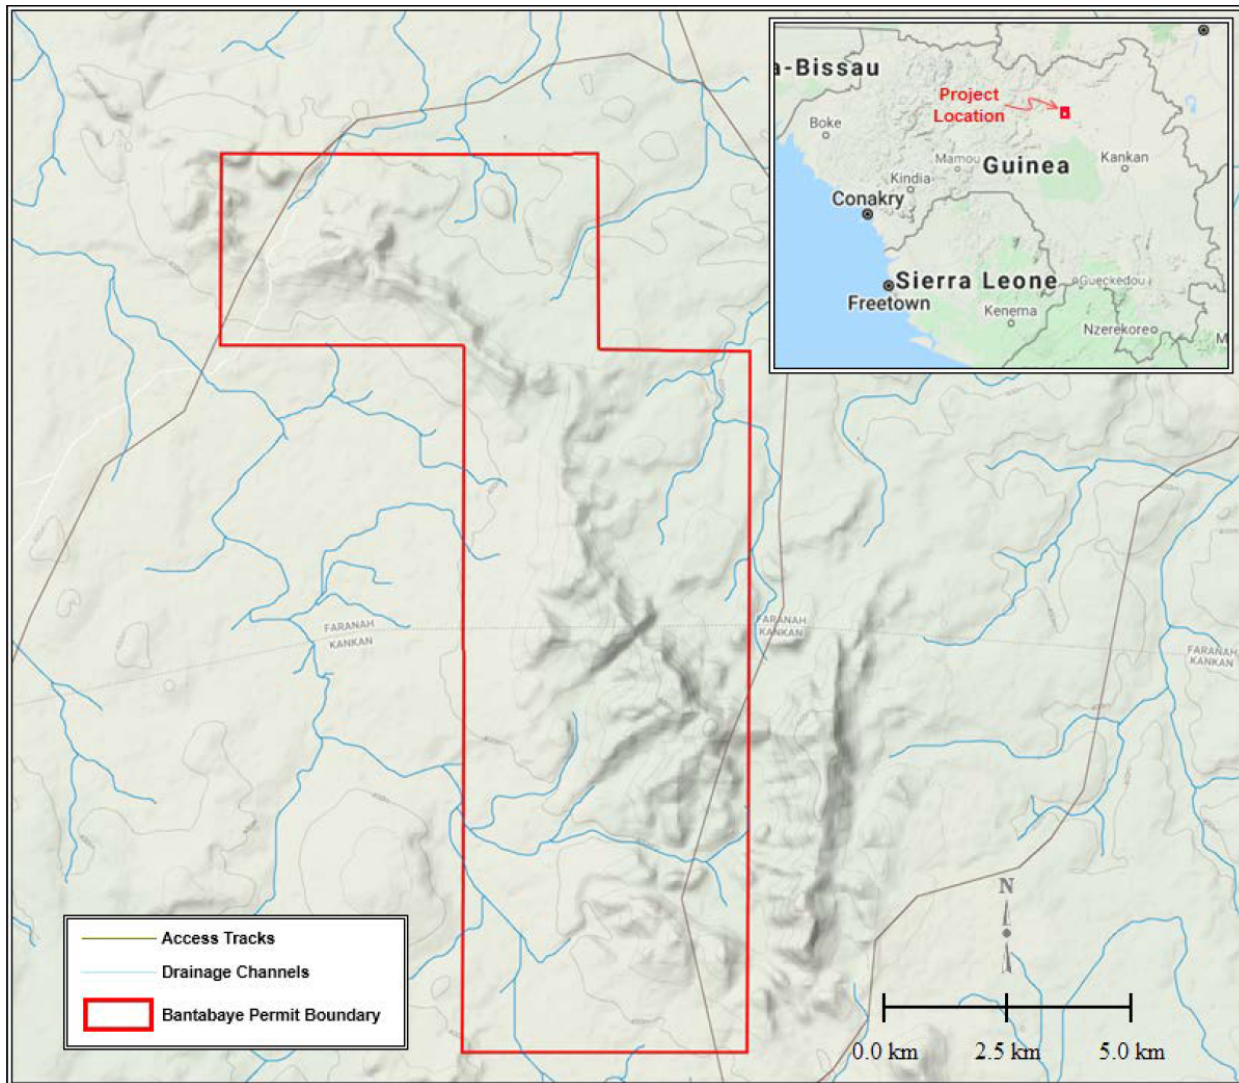 a-Bissau
Boke
Project
Location
Mamou
Guinea
Kankan
Kindia
Conakry
Sierra Leone
Gueckedou
Freetown
Kenema
Nzerekore
M
FARANAH
KANKAN
FARANAH
KANKAN
FARANAH
KANKAN
N
Access Tracks
Drainage Channels
Bantabaye Permit Boundary
0.0 km
2.5 km
5.0 km